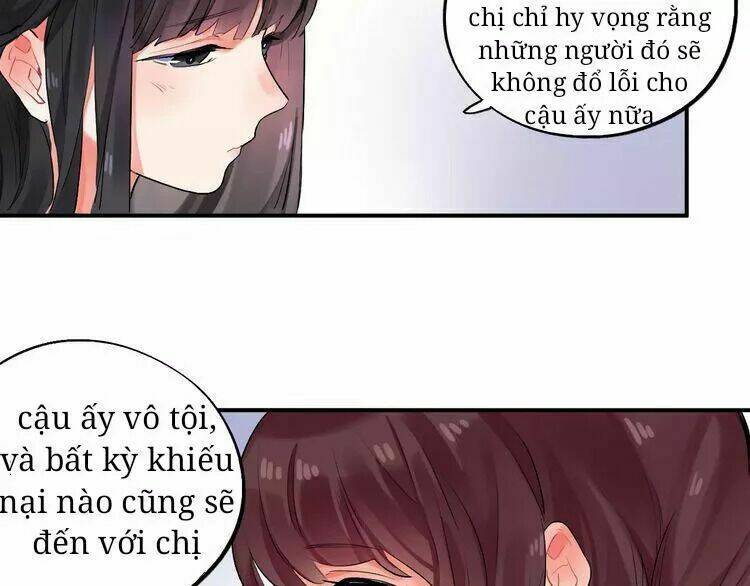 chị chỉ hy vọng rằng
những người đó sẽ
không đổ lỗi cho
cậu ấy nữa
cậu ấy vô tội,
và bất kỳ khiếu
nại nào cũng sẽ
đến với chị